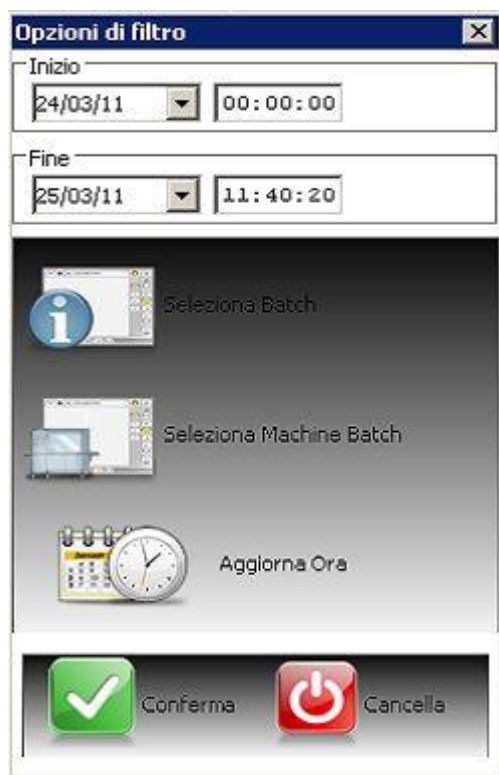 Opzioni di filtro
Inizio
24/03/11 00:00:00
Fine
25/03/11 11:40:20
Seleziona Batch
Seleziona Machine Batch
Aggiorna Ora
Conferma Cancella